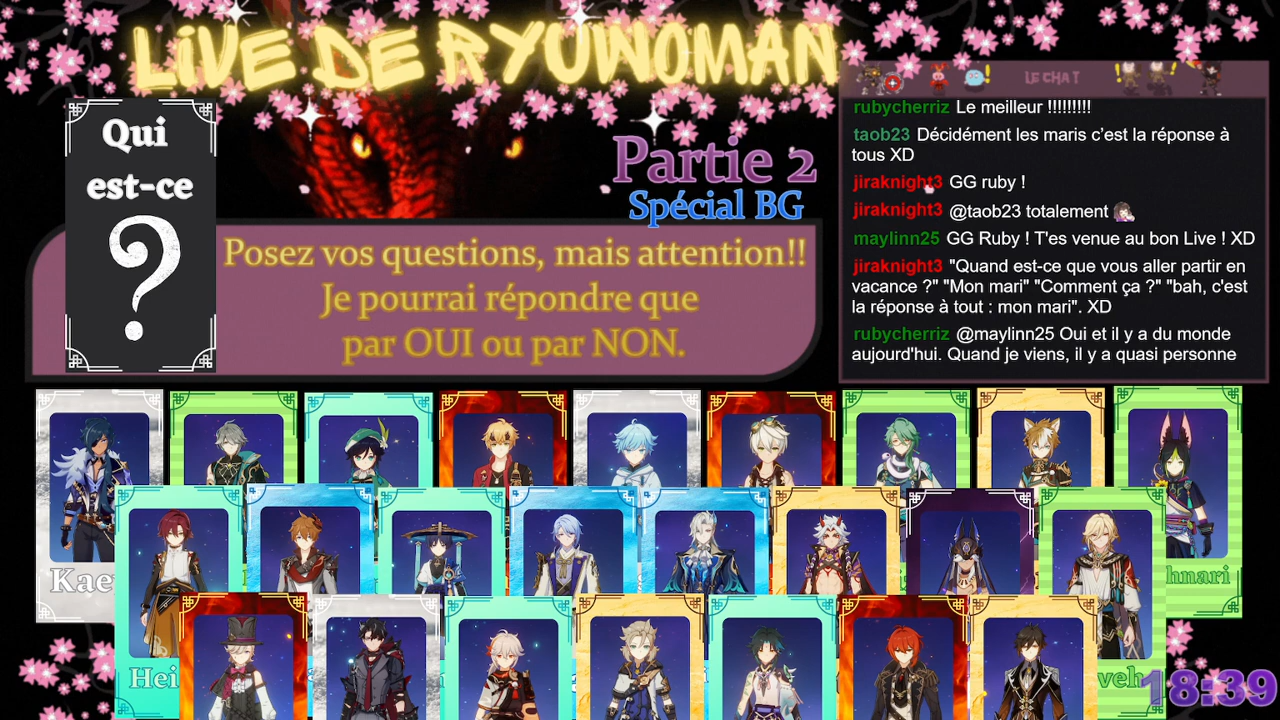 LIVE DE RYUWOMAN
Qui
est-ce
?
Partie 2
Spécial BG
Posez vos questions, mais attention!!
Je pourrai répondre que
par OUI ou par NON.
LE CHAT
rubycherriz Le meilleur !!!!!!!!!
taob23 Décidément les maris c'est la réponse à
tous XD
jiraknight3 GG ruby !
jiraknight3 @taob23 totalement
maylinn25 GG Ruby ! T'es venue au bon Live ! XD
jiraknight3 "Quand est-ce que vous aller partir en
vacance ?" "Mon mari" "Comment ça ?" "bah, c'est
la réponse à tout : mon mari". XD
rubycherriz @maylinn25 Oui et il y a du monde
aujourd'hui. Quand je viens, il y a quasi personne
Kae
hnari
Hei
veh
18:39